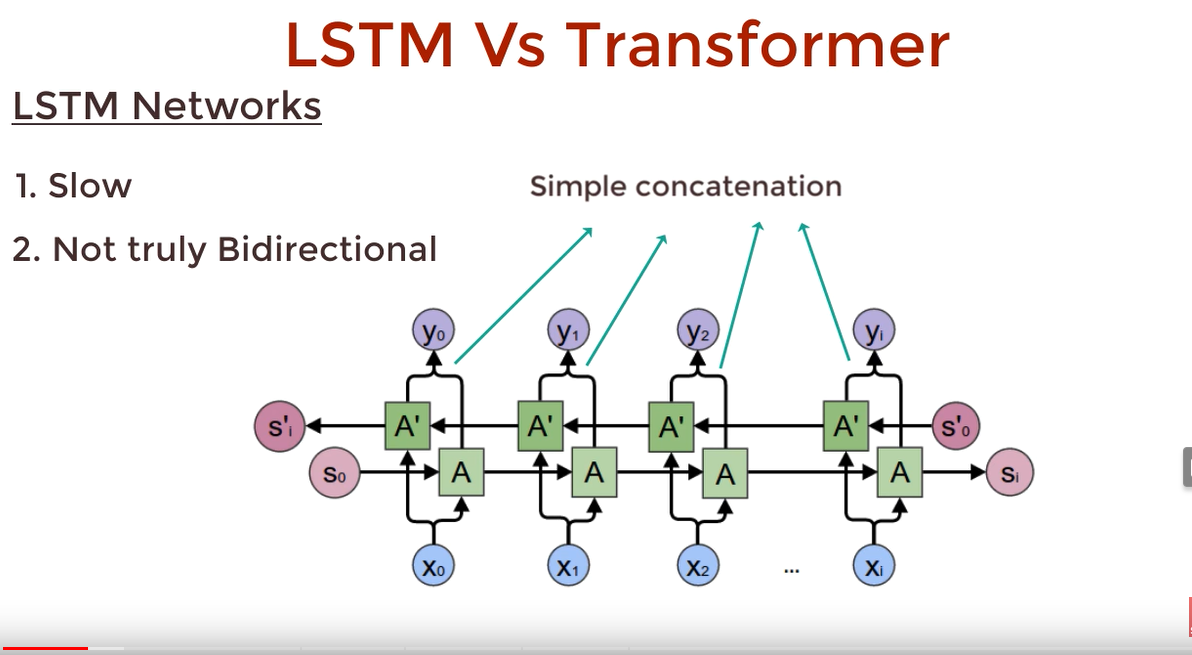 LSTM Vs Transformer
LSTM Networks
1. Slow
Simple concatenation
2. Not truly Bidirectional
y₀ y₁ y₂ yᵢ
s'ᵢ A' A' A' A' s'₀
s₀ A A A A sᵢ
x₀ x₁ x₂ ... xᵢ